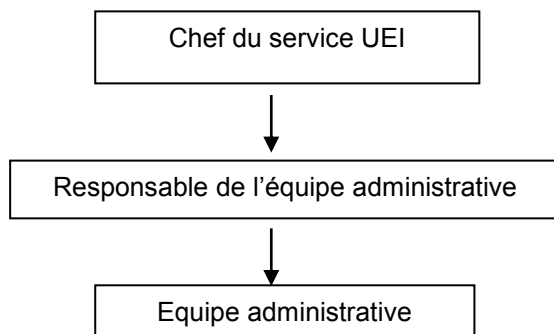 Chef du service UEI
Responsable de l’équipe administrative
Equipe administrative